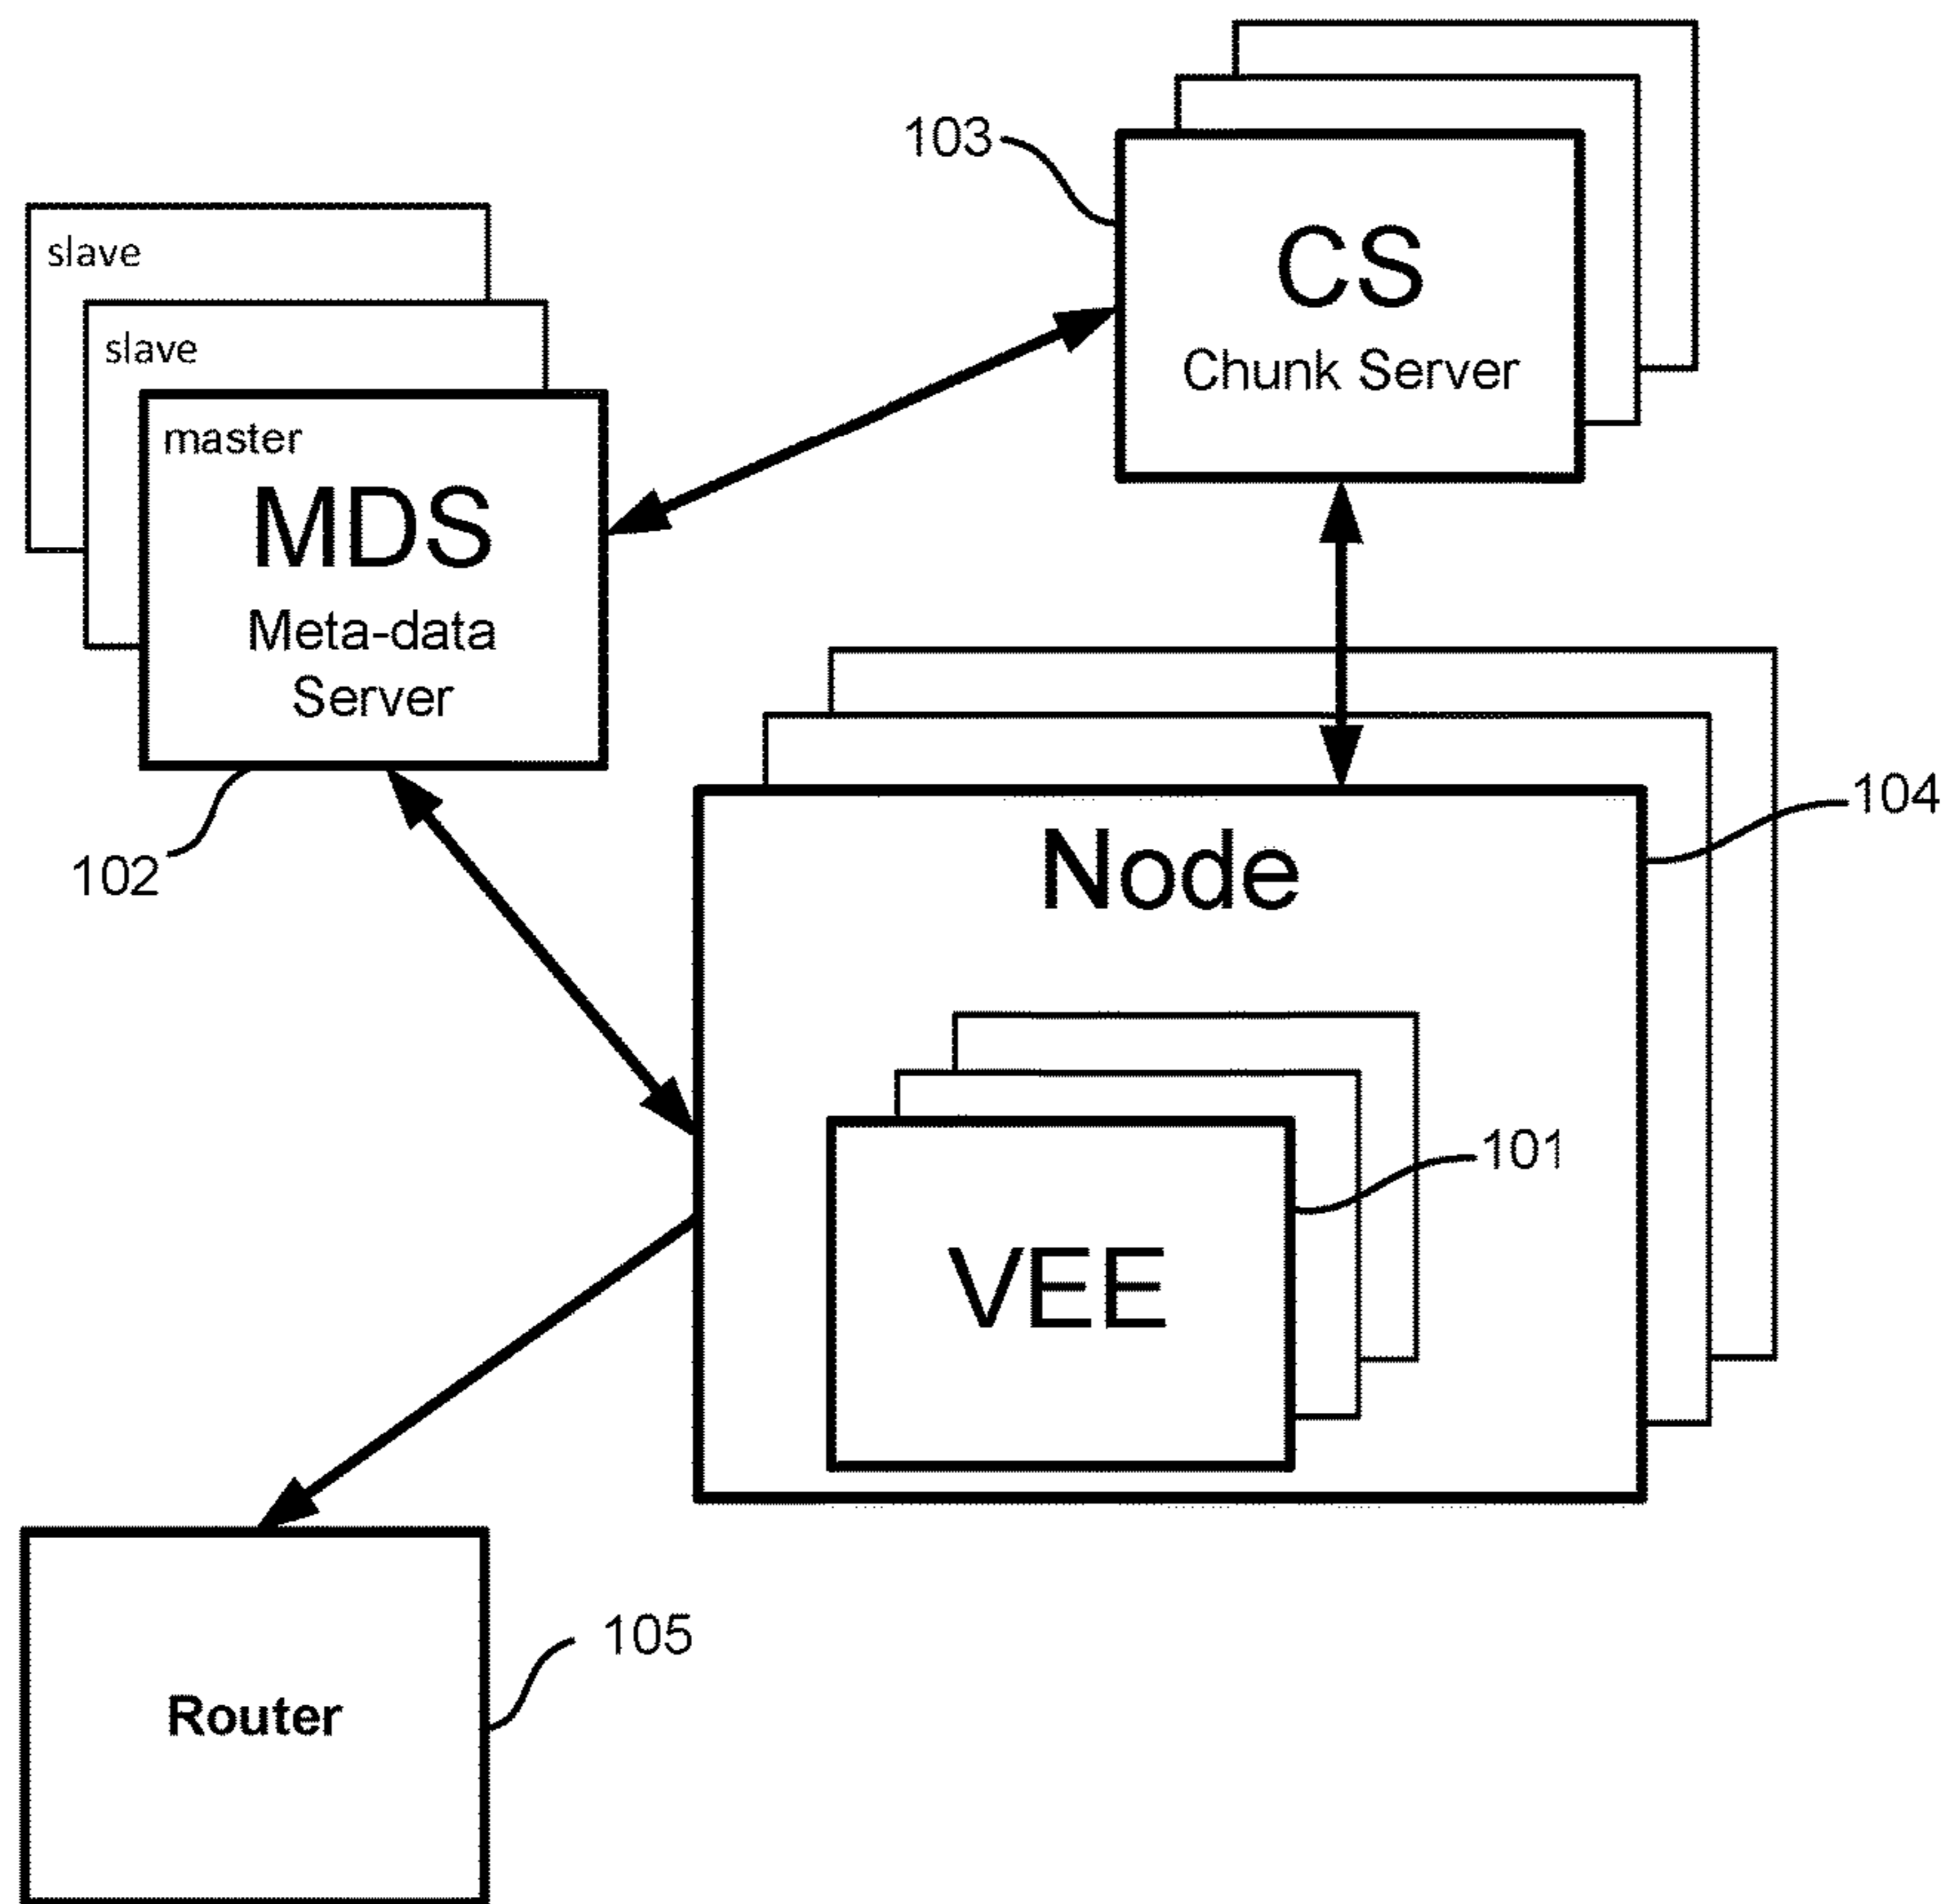 103
CS
Chunk Server
slave
slave
master
MDS
Meta-data
Server
102
104
Node
101
VEE
105
Router